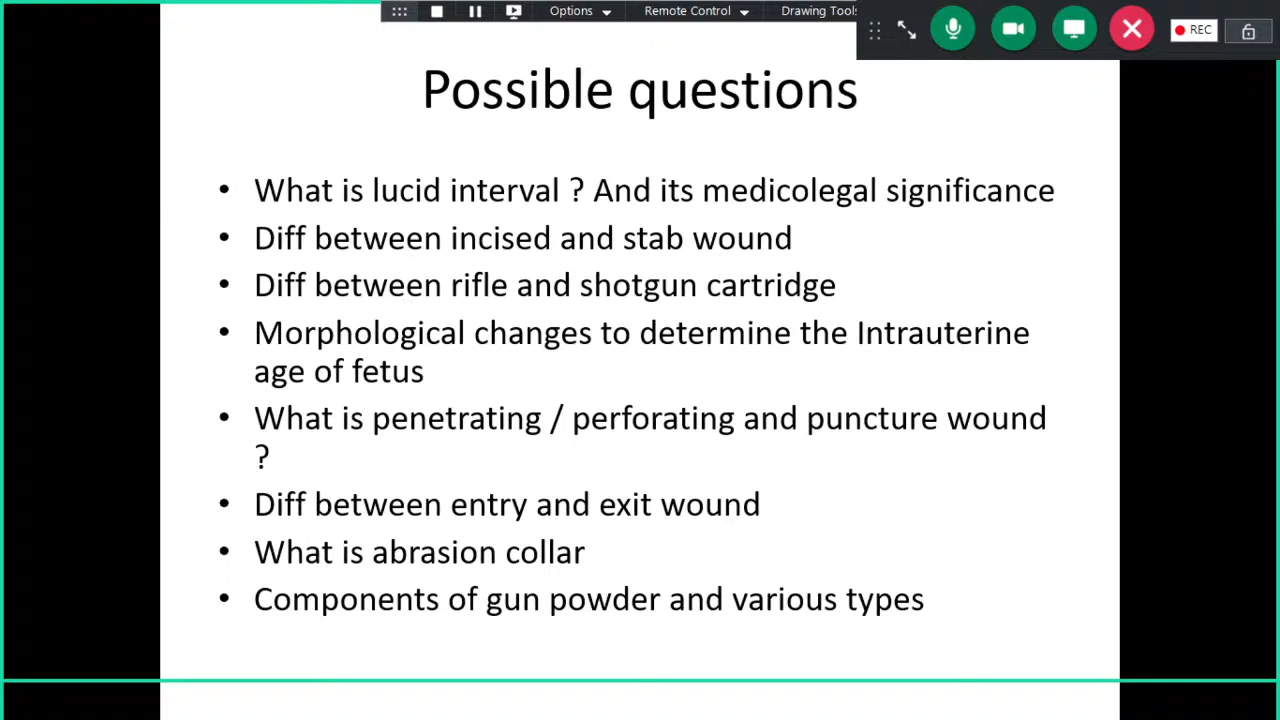 Options
Remote Control
Drawing Tools
REC
Possible questions
• What is lucid interval ? And its medicolegal significance
• Diff between incised and stab wound
• Diff between rifle and shotgun cartridge
• Morphological changes to determine the Intrauterine
age of fetus
• What is penetrating / perforating and puncture wound
?
• Diff between entry and exit wound
• What is abrasion collar
• Components of gun powder and various types